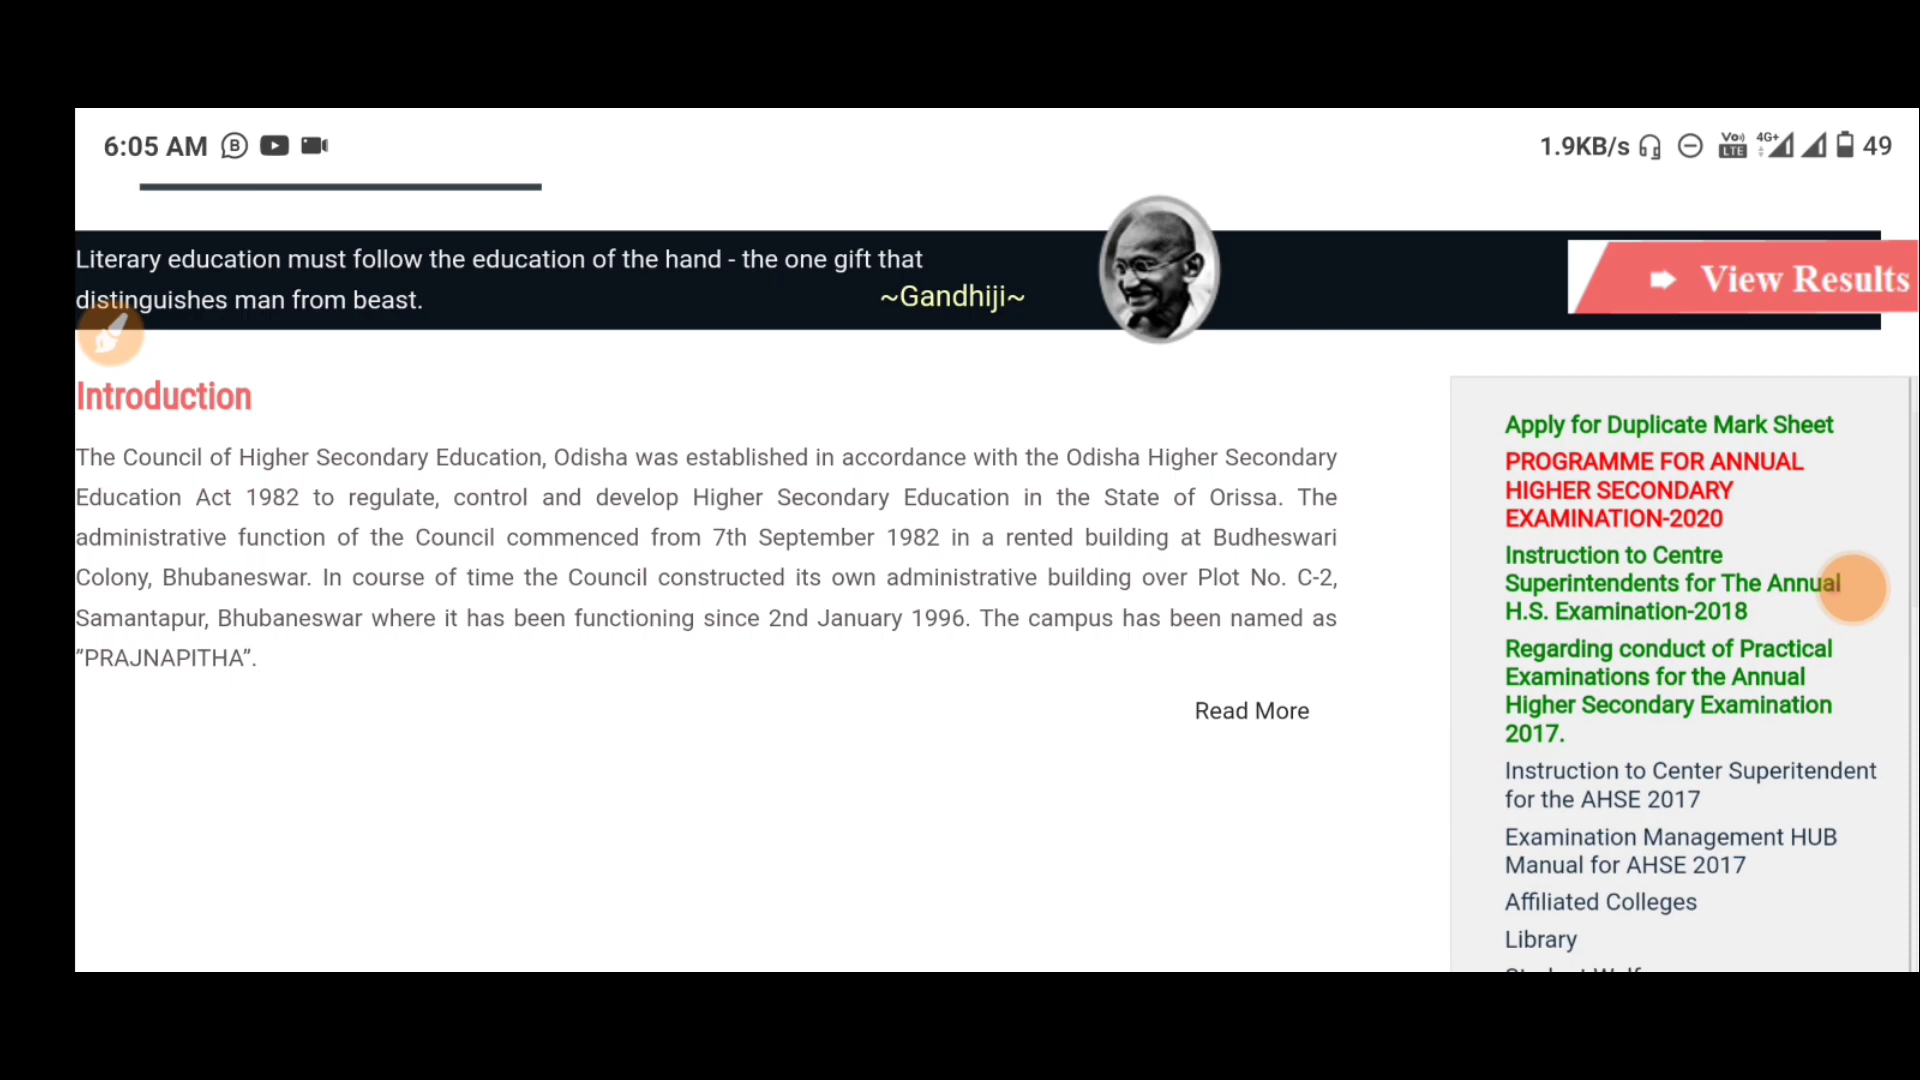 6:05 AM
1.9KB/s Vo) LTE 4G+ 49
Literary education must follow the education of the hand - the one gift that
distinguishes man from beast.
~Gandhiji~
View Results
Introduction
The Council of Higher Secondary Education, Odisha was established in accordance with the Odisha Higher Secondary
Education Act 1982 to regulate, control and develop Higher Secondary Education in the State of Orissa. The
administrative function of the Council commenced from 7th September 1982 in a rented building at Budheswari
Colony, Bhubaneswar. In course of time the Council constructed its own administrative building over Plot No. C-2,
Samantapur, Bhubaneswar where it has been functioning since 2nd January 1996. The campus has been named as
”PRAJNAPITHA”.
Read More
Apply for Duplicate Mark Sheet
PROGRAMME FOR ANNUAL
HIGHER SECONDARY
EXAMINATION-2020
Instruction to Centre
Superintendents for The Annual
H.S. Examination-2018
Regarding conduct of Practical
Examinations for the Annual
Higher Secondary Examination
2017.
Instruction to Center Superitendent
for the AHSE 2017
Examination Management HUB
Manual for AHSE 2017
Affiliated Colleges
Library